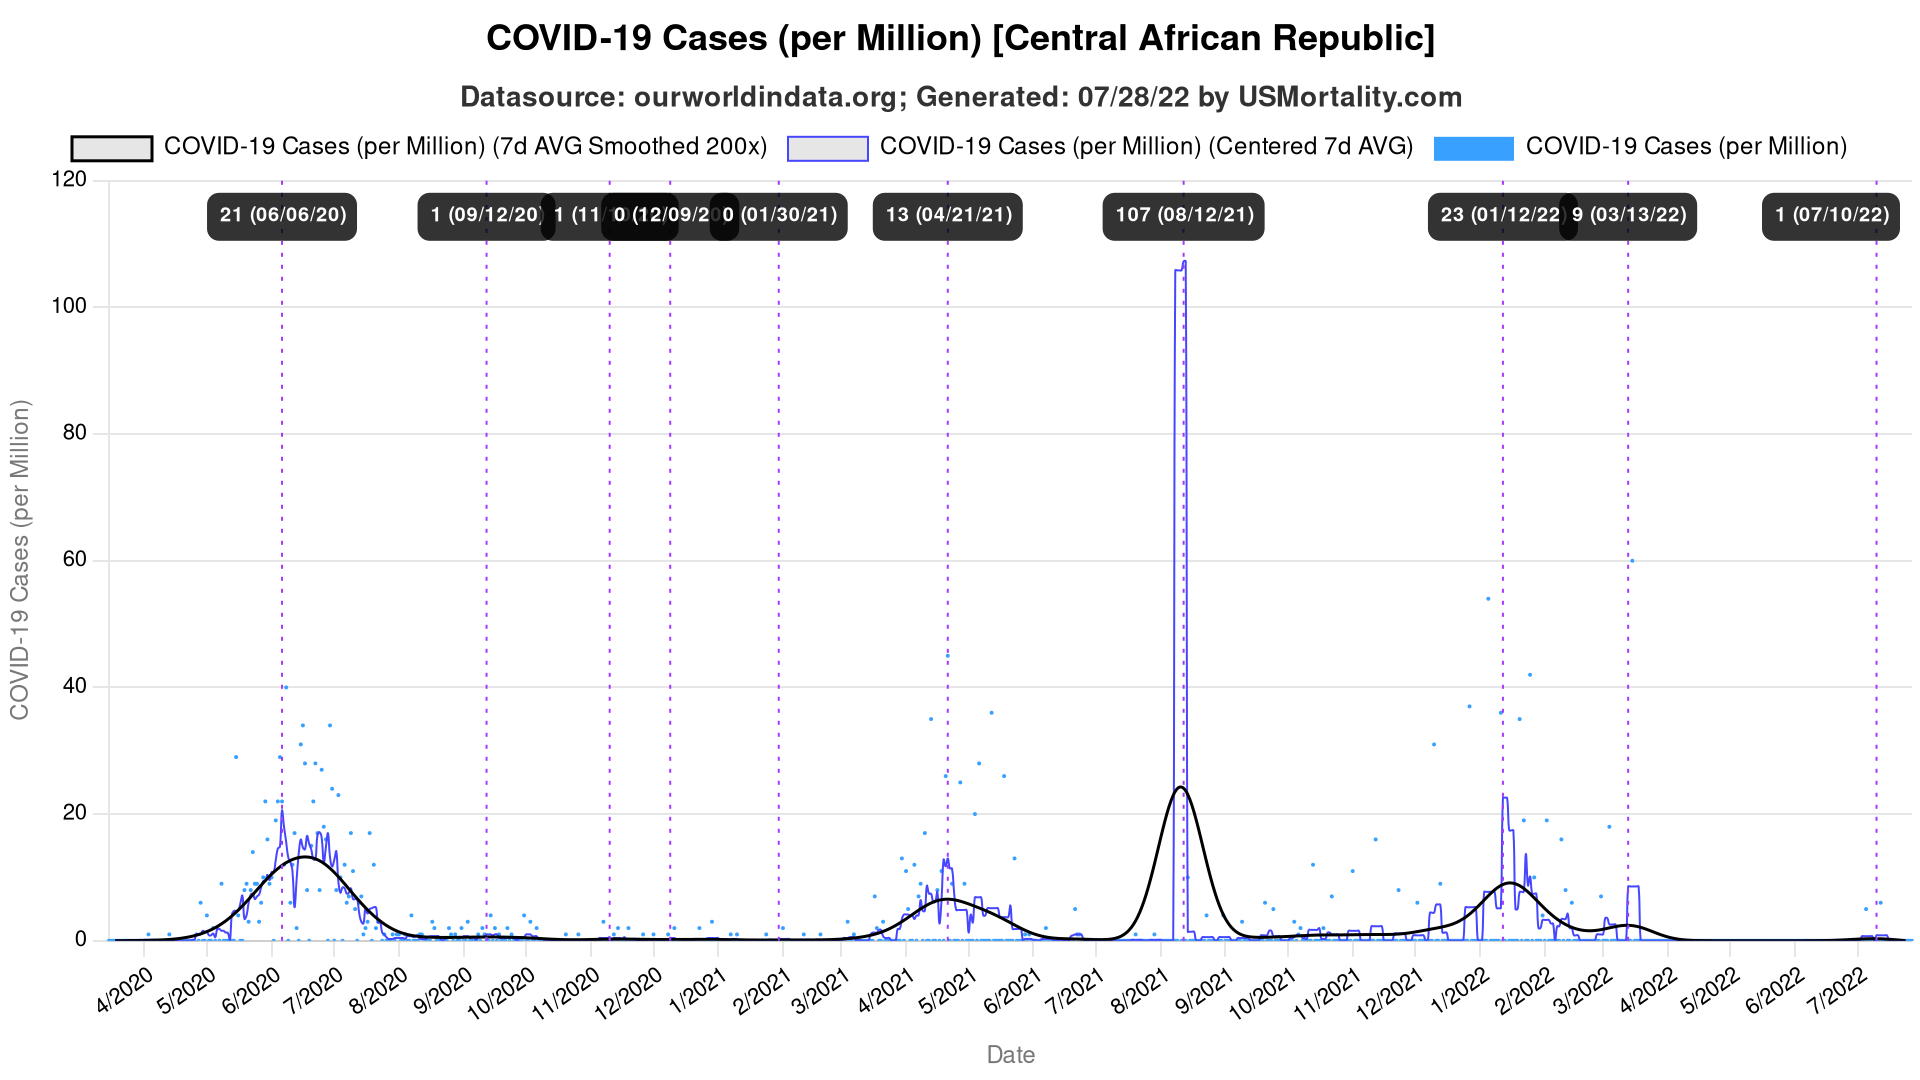 COVID-19 Cases (per Million) [Central African Republic]
Datasource: ourworldindata.org; Generated: 07/28/22 by USMortality.com
COVID-19 Cases (per Million) (7d AVG Smoothed 200x) COVID-19 Cases (per Million) (Centered 7d AVG) COVID-19 Cases (per Million)
120
21 (06/06/20) 1 (09/12/20) 1 (11/ 0 (12/09/20) 0 (01/30/21) 13 (04/21/21) 107 (08/12/21) 23 (01/12/22) 9 (03/13/22) 1 (07/10/22)
100
80
60
40
20
0
COVID-19 Cases (per Million)
4/2020 5/2020 6/2020 7/2020 8/2020 9/2020 10/2020 11/2020 12/2020 1/2021 2/2021 3/2021 4/2021 5/2021 6/2021 7/2021 8/2021 9/2021 10/2021 11/2021 12/2021 1/2022 2/2022 3/2022 4/2022 5/2022 6/2022 7/2022
Date